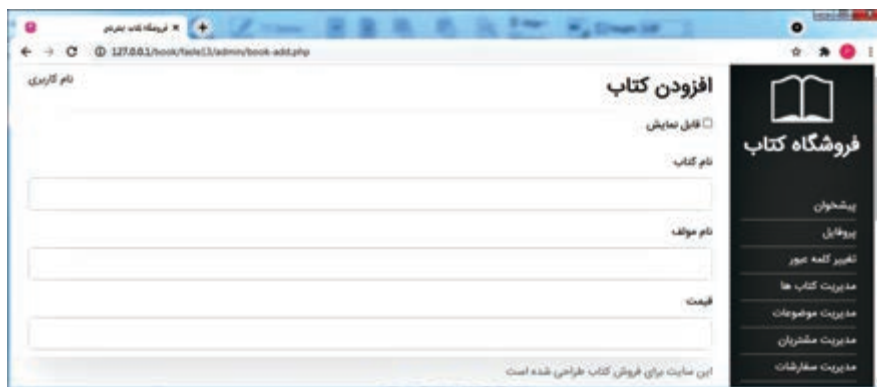 فروشگاه کتاب اینترنتی
127.0.0.1/book/fasle13/admin/book-add.php
نام کاربری
افزودن کتاب
قابل نمایش
نام کتاب
نام مولف
قیمت
این سایت برای فروش کتاب طراحی شده است
فروشگاه کتاب
پیشخوان
پروفایل
تغییر کلمه عبور
مدیریت کتاب ها
مدیریت موضوعات
مدیریت مشتریان
مدیریت سفارشات